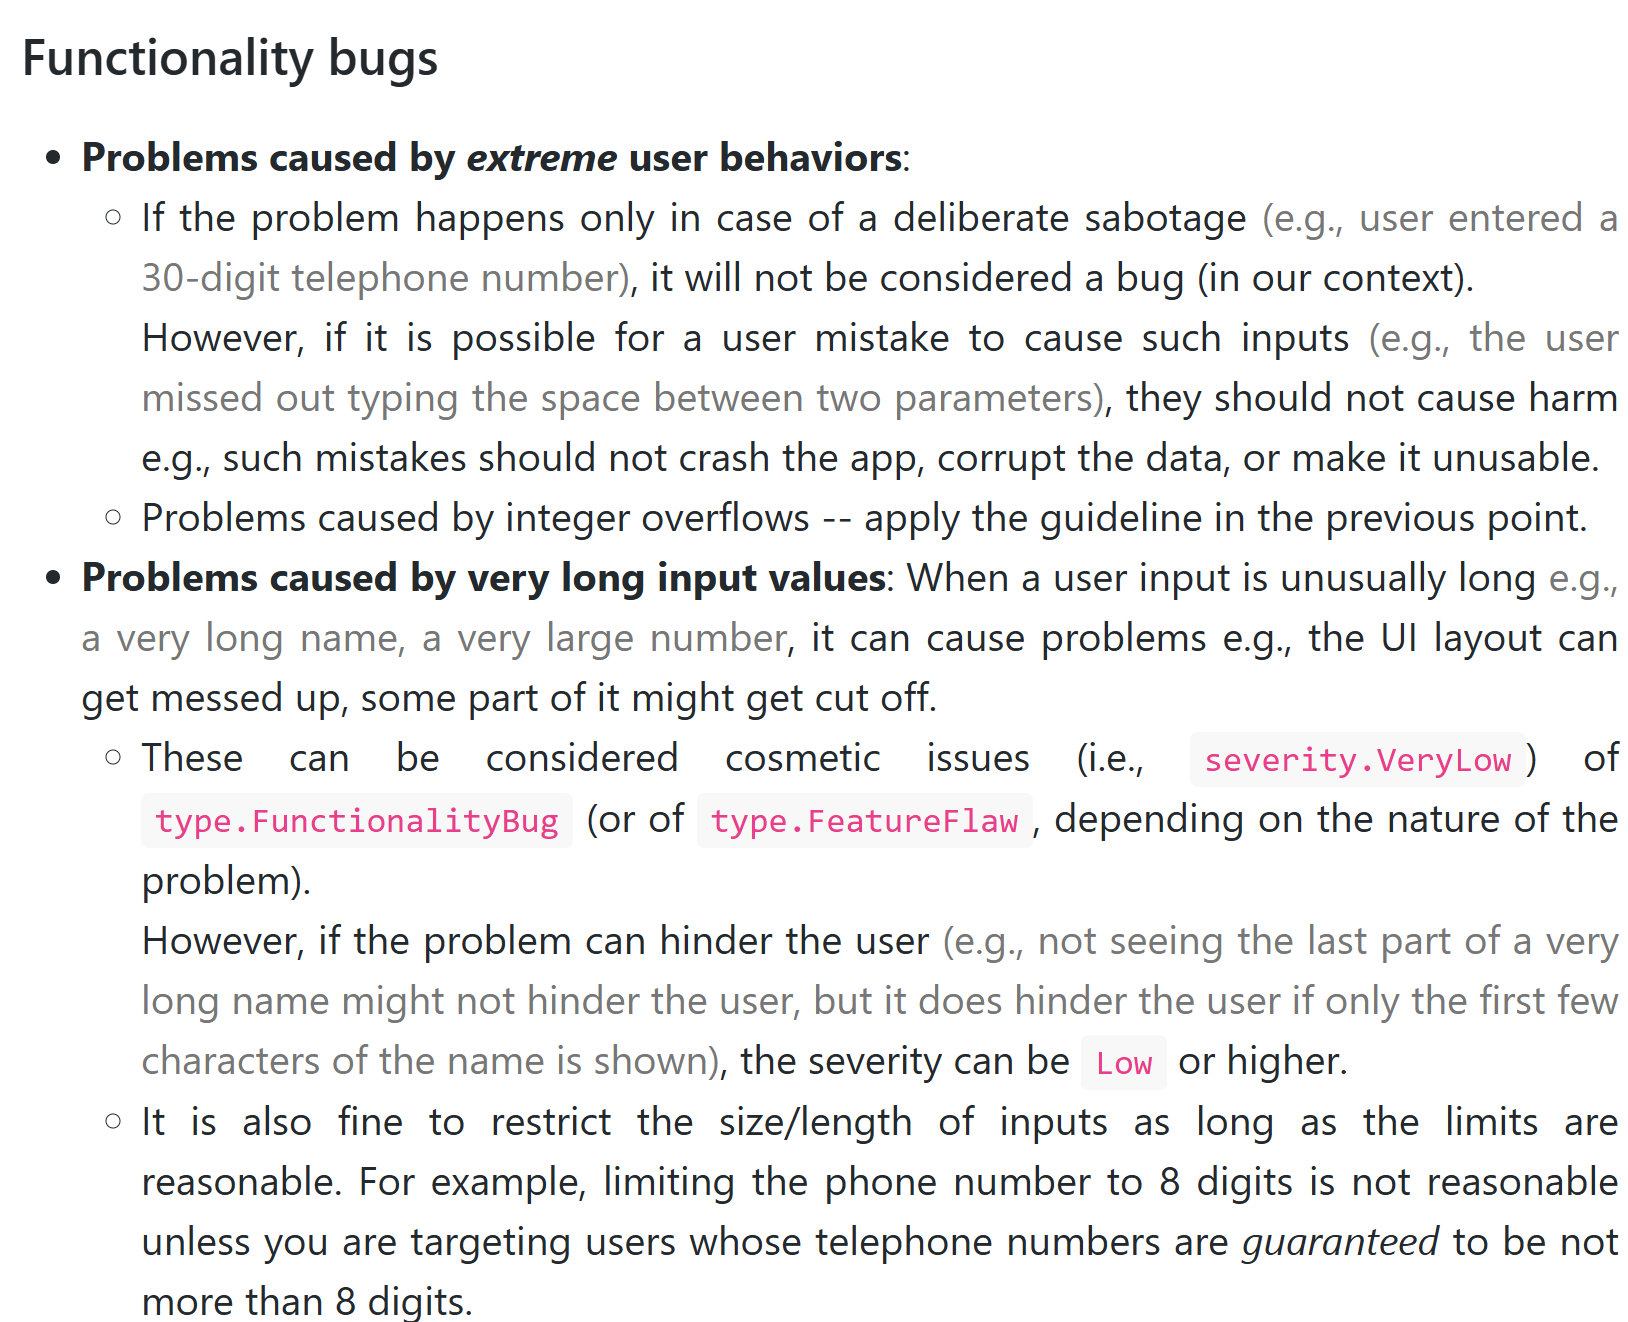 Functionality bugs
• Problems caused by extreme user behaviors:
○ If the problem happens only in case of a deliberate sabotage (e.g., user entered a
30-digit telephone number), it will not be considered a bug (in our context).
However, if it is possible for a user mistake to cause such inputs (e.g., the user
missed out typing the space between two parameters), they should not cause harm
e.g., such mistakes should not crash the app, corrupt the data, or make it unusable.
○ Problems caused by integer overflows -- apply the guideline in the previous point.
• Problems caused by very long input values: When a user input is unusually long e.g.,
a very long name, a very large number, it can cause problems e.g., the UI layout can
get messed up, some part of it might get cut off.
○ These can be considered cosmetic issues (i.e., severity.VeryLow) of
type.FunctionalityBug (or of type.FeatureFlaw, depending on the nature of the
problem).
However, if the problem can hinder the user (e.g., not seeing the last part of a very
long name might not hinder the user, but it does hinder the user if only the first few
characters of the name is shown), the severity can be Low or higher.
○ It is also fine to restrict the size/length of inputs as long as the limits are
reasonable. For example, limiting the phone number to 8 digits is not reasonable
unless you are targeting users whose telephone numbers are guaranteed to be not
more than 8 digits.